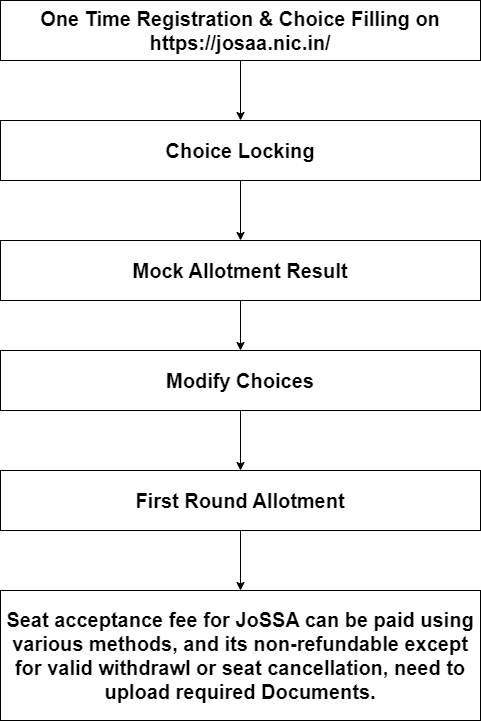 One Time Registration & Choice Filling on
https://josaa.nic.in/
Choice Locking
Mock Allotment Result
Modify Choices
First Round Allotment
Seat acceptance fee for JoSSA can be paid using
various methods, and its non-refundable except
for valid withdrawl or seat cancellation, need to
upload required Documents.